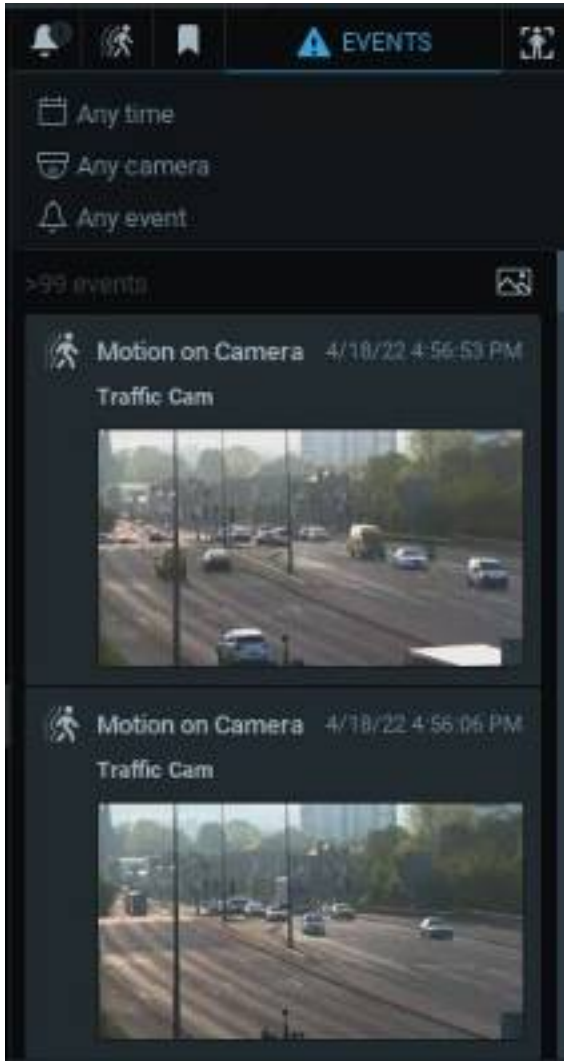 EVENTS
Any time
Any camera
Any event
>99 events
Motion on Camera 4/18/22 4:56:53 PM
Traffic Cam
Motion on Camera 4/18/22 4:56:06 PM
Traffic Cam